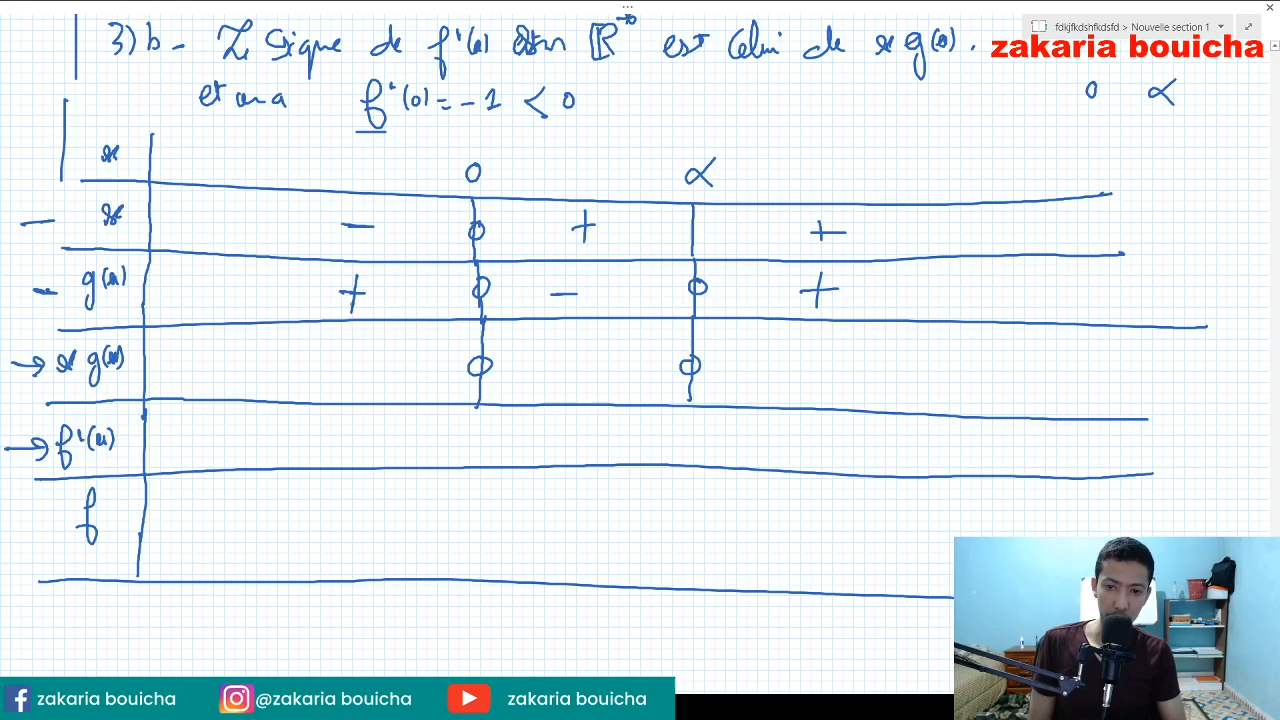 fdkjfkdshfkdsfd > Nouvelle section 1
zakaria bouicha
3) b - Le signe de f'(x) sur ℝ* est celui de x g(x).
et on a f'(0) = -1 < 0
0 α
x 0 α
x - 0 + +
g(x) + 0 - 0 +
→ x g(x) 0 0
→ f'(x)
f
zakaria bouicha @zakaria bouicha zakaria bouicha